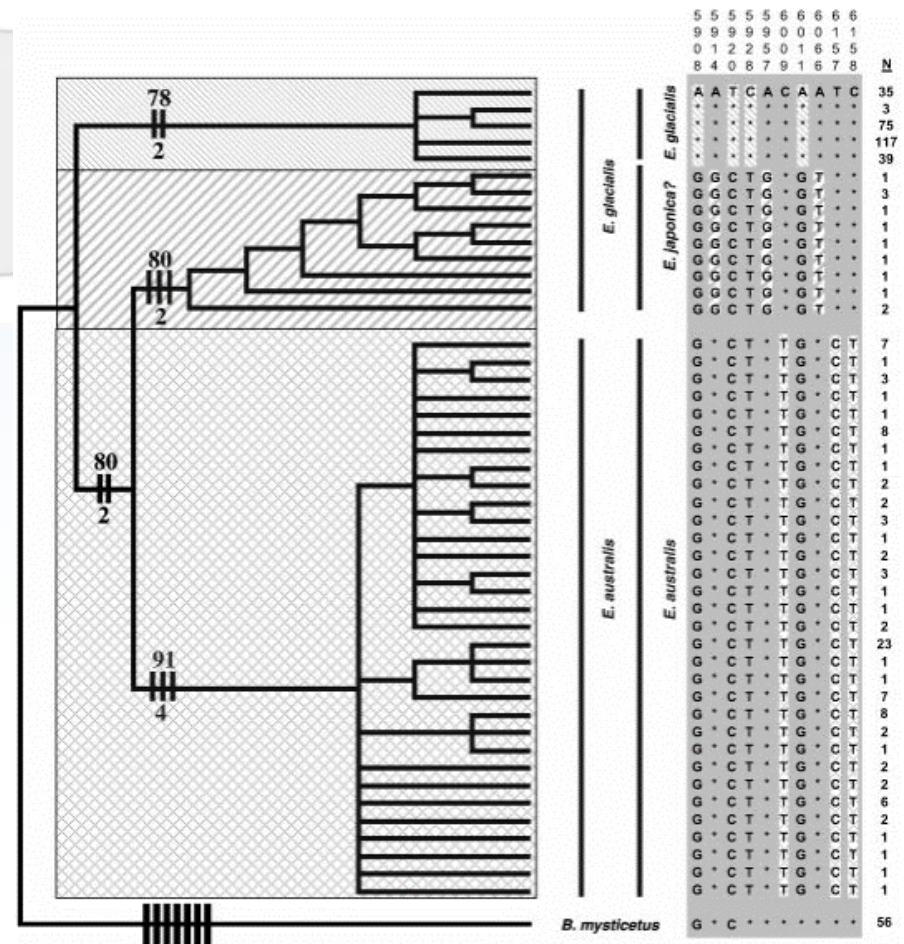 5 5 5 5 5 6 6 6 6 6
9 9 9 9 9 0 0 0 1 1
0 1 2 2 5 0 1 6 5 5
8 4 0 8 7 9 1 6 7 8
N
78
2
80
2
80
2
91
4
E. glacialis
E. australis
E. glacialis
E. japonica?
E. australis
B. mysticetus
A A T C A C A A T C 35
* * * * * * * * * * 3
* * * * * * * * * * 75
* * * * * * * * * * 117
* * * * * * * * * * 39
G G C T G * G T * * 1
G G C T G * G T * * 3
G G C T G * G T * * 1
G G C T G * G T * * 1
G G C T G * G T * * 1
G G C T G * G T * * 1
G G C T G * G T * * 1
G G C T G * G T * * 1
G G C T G * G T * * 2
G * C T * T G * C T 7
G * C T * T G * C T 1
G * C T * T G * C T 3
G * C T * T G * C T 1
G * C T * T G * C T 1
G * C T * T G * C T 8
G * C T * T G * C T 1
G * C T * T G * C T 1
G * C T * T G * C T 2
G * C T * T G * C T 2
G * C T * T G * C T 3
G * C T * T G * C T 1
G * C T * T G * C T 2
G * C T * T G * C T 3
G * C T * T G * C T 1
G * C T * T G * C T 1
G * C T * T G * C T 2
G * C T * T G * C T 23
G * C T * T G * C T 1
G * C T * T G * C T 1
G * C T * T G * C T 7
G * C T * T G * C T 8
G * C T * T G * C T 2
G * C T * T G * C T 1
G * C T * T G * C T 2
G * C T * T G * C T 2
G * C T * T G * C T 6
G * C T * T G * C T 2
G * C T * T G * C T 1
G * C T * T G * C T 1
G * C T * T G * C T 1
G * C T * T G * C T 1
G * C * * * * * * * 56